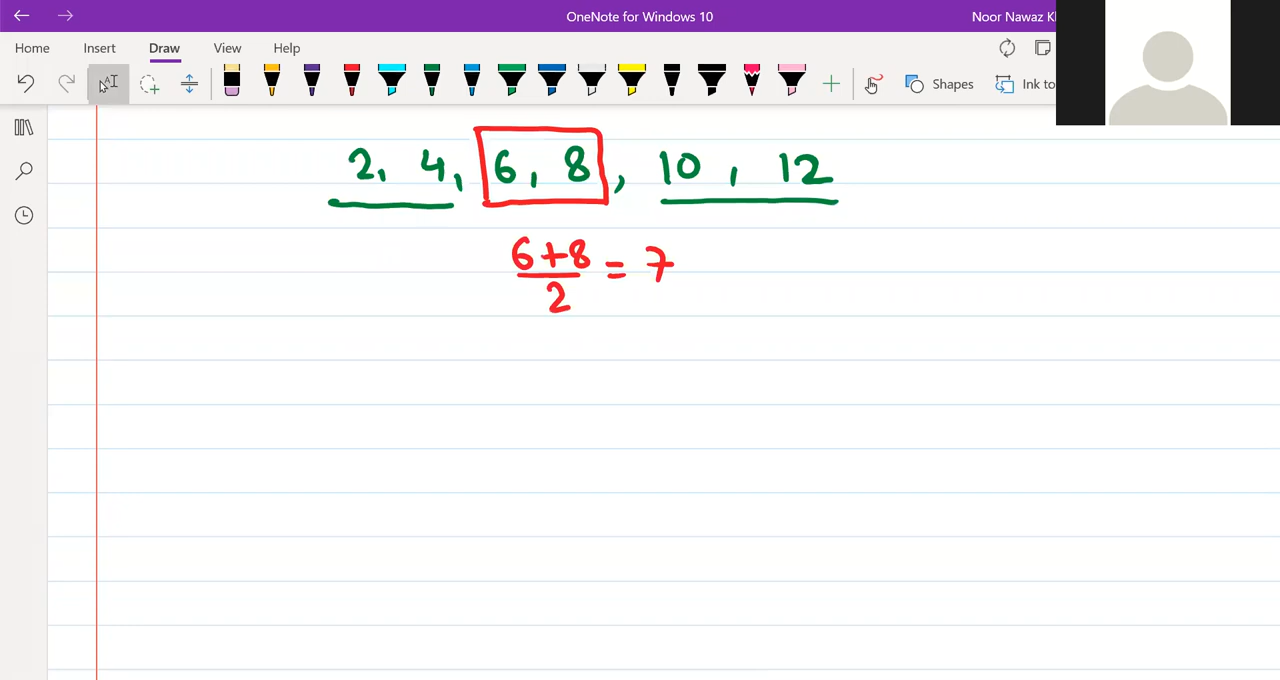 OneNote for Windows 10
Noor Nawaz
Home Insert Draw View Help
Shapes Ink to
2, 4, 6, 8, 10, 12
6+8
= 7
2